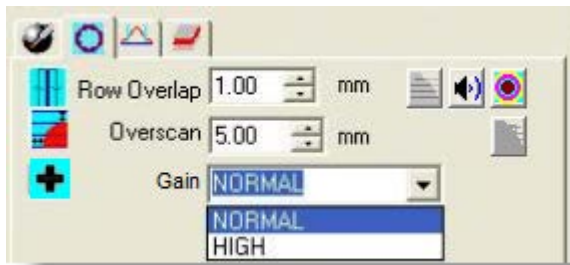 Row Overlap 1.00 mm
Overscan 5.00 mm
Gain NORMAL
NORMAL
HIGH